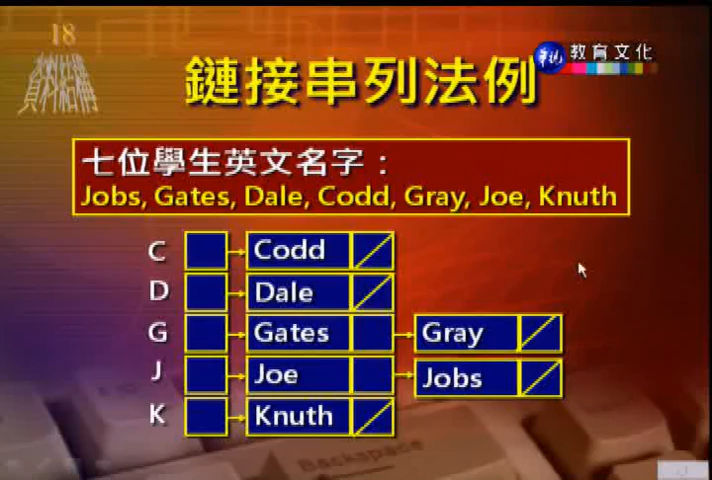 18
資料結構
鏈接串列法例
華視 教育文化
七位學生英文名字：
Jobs, Gates, Dale, Codd, Gray, Joe, Knuth
C Codd
D Dale
G Gates Gray
J Joe Jobs
K Knuth
Backspace